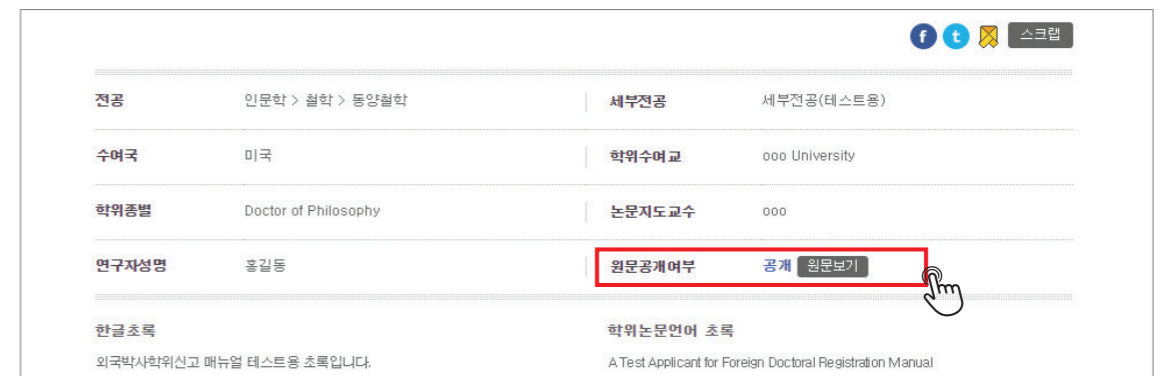 f t 스크랩
전공 인문학 > 철학 > 동양철학 세부전공 세부전공(테스트용)
수여국 미국 학위수여교 ooo University
학위종별 Doctor of Philosophy 논문지도교수 ooo
연구자성명 홍길동 원문공개여부 공개 원문보기
한글초록 학위논문언어 초록
외국박사학위신고 매뉴얼 테스트용 초록입니다. A Test Applicant for Foreign Doctoral Registration Manual